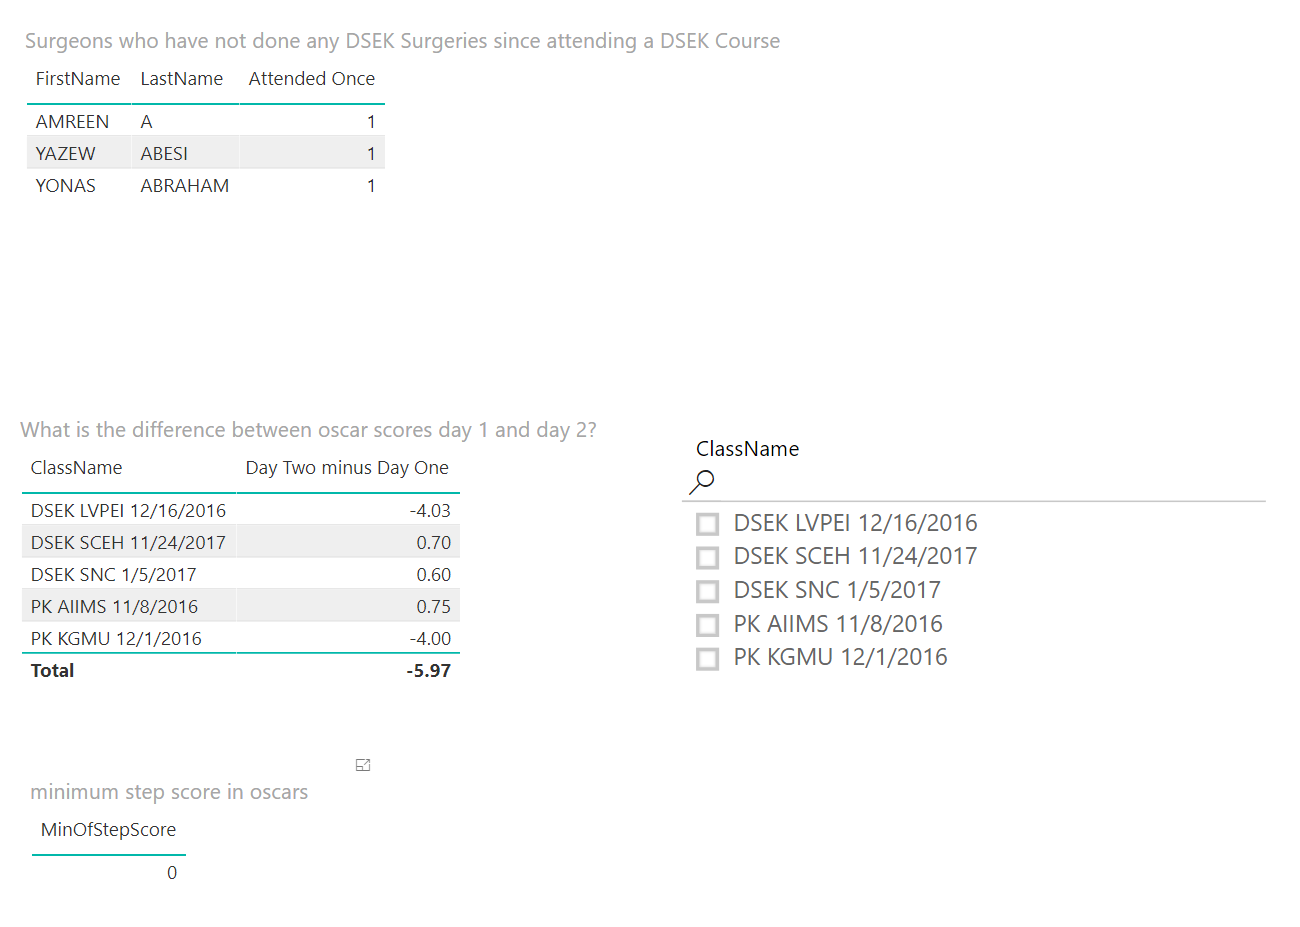 Surgeons who have not done any DSEK Surgeries since attending a DSEK Course
FirstName LastName Attended Once
AMREEN A 1
YAZEW ABESI 1
YONAS ABRAHAM 1
What is the difference between oscar scores day 1 and day 2?
ClassName Day Two minus Day One
DSEK LVPEI 12/16/2016 -4.03
DSEK SCEH 11/24/2017 0.70
DSEK SNC 1/5/2017 0.60
PK AIIMS 11/8/2016 0.75
PK KGMU 12/1/2016 -4.00
Total -5.97
ClassName
DSEK LVPEI 12/16/2016
DSEK SCEH 11/24/2017
DSEK SNC 1/5/2017
PK AIIMS 11/8/2016
PK KGMU 12/1/2016
minimum step score in oscars
MinOfStepScore
0